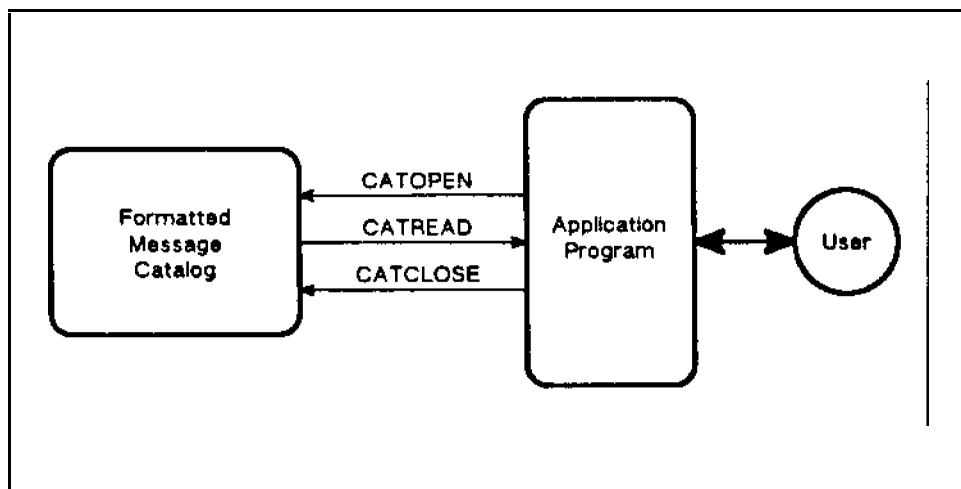 Formatted
Message
Catalog
CATOPEN
CATREAD
CATCLOSE
Application
Program
User